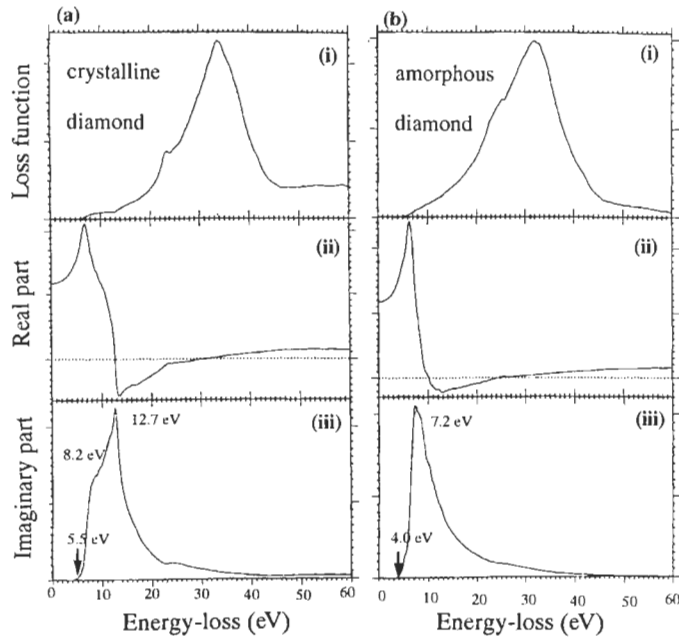 (a)
(b)
(i)
crystalline
diamond
(i)
amorphous
diamond
Loss function
(ii)
(ii)
Real part
(iii)
12.7 eV
8.2 eV
5.5 eV
(iii)
7.2 eV
4.0 eV
Imaginary part
0 10 20 30 40 50 60
0 10 20 30 40 50 60
Energy-loss (eV)
Energy-loss (eV)